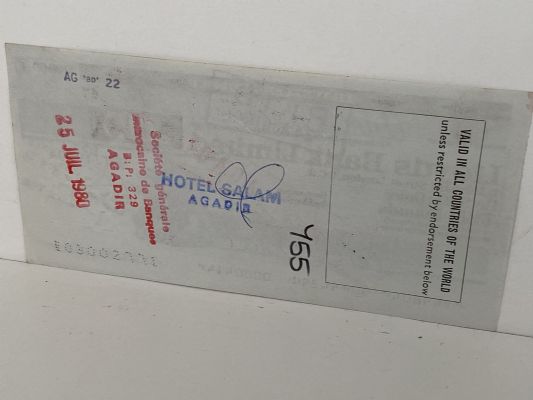 AG "BD" 22
Société générale
marocaine de Banques
B.P. 329
AGADIR
25 JUIL 1980
HOTEL SALAM
AGADIR
455
VALID IN ALL COUNTRIES OF THE WORLD
unless restricted by endorsement below